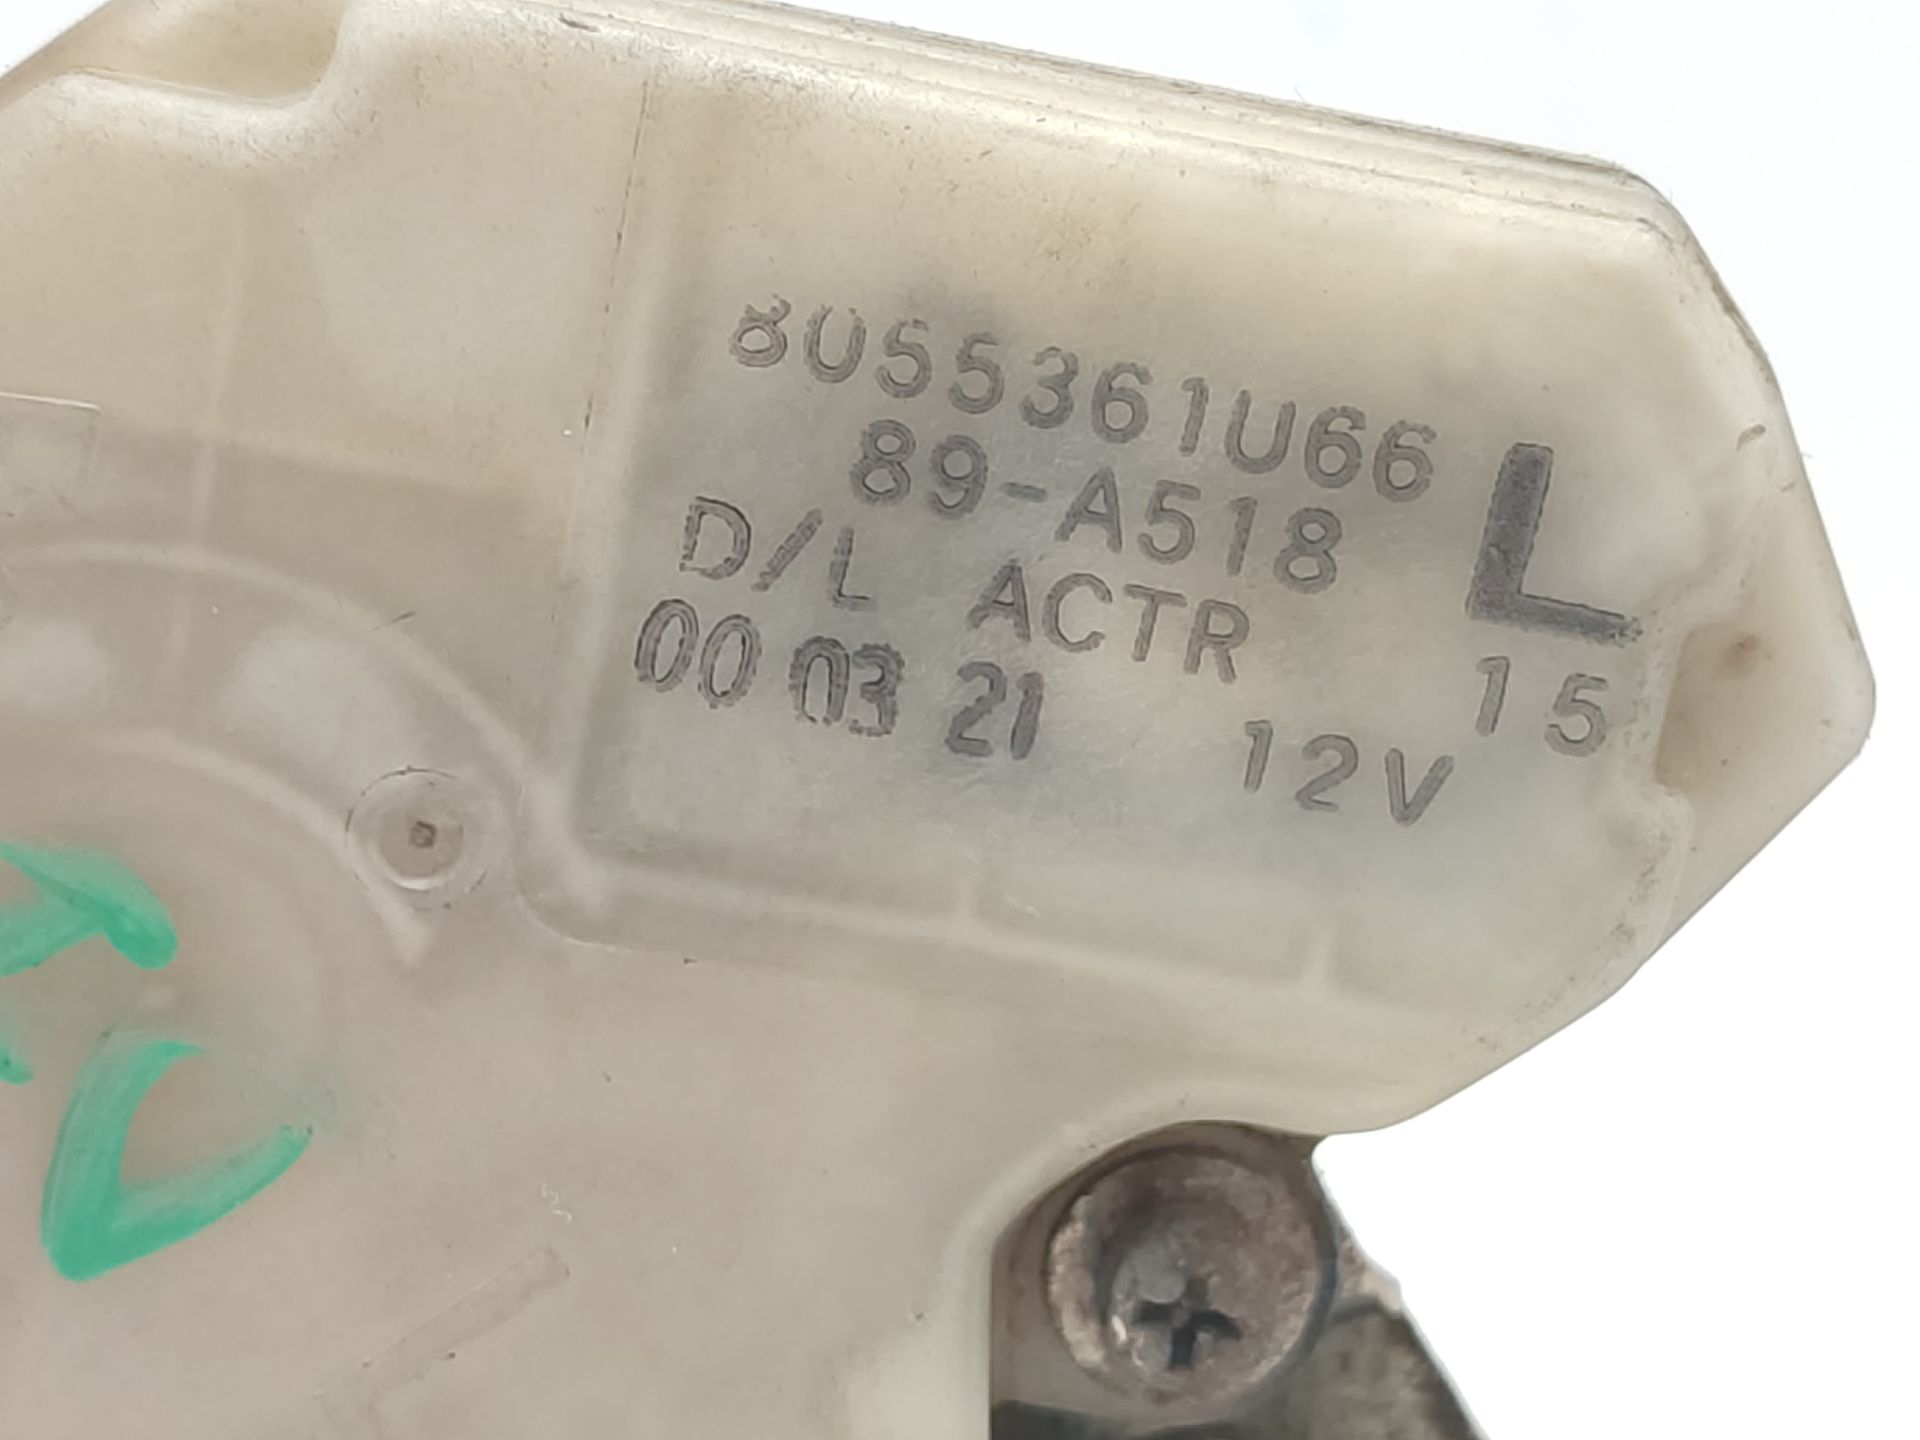 8U55361U66
89-A518 L
D/L ACTR 15
00 03 21 12V